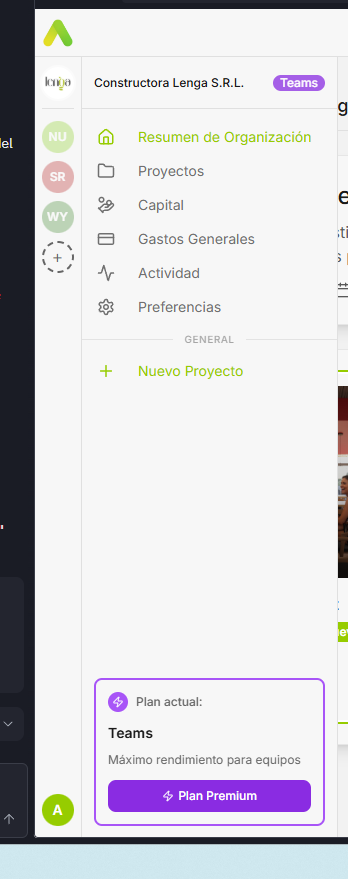 lenga
Constructora Lenga S.R.L.
Teams
NU
SR
WY
+
Resumen de Organización
Proyectos
Capital
Gastos Generales
Actividad
Preferencias
GENERAL
Nuevo Proyecto
Plan actual:
Teams
Máximo rendimiento para equipos
Plan Premium
A